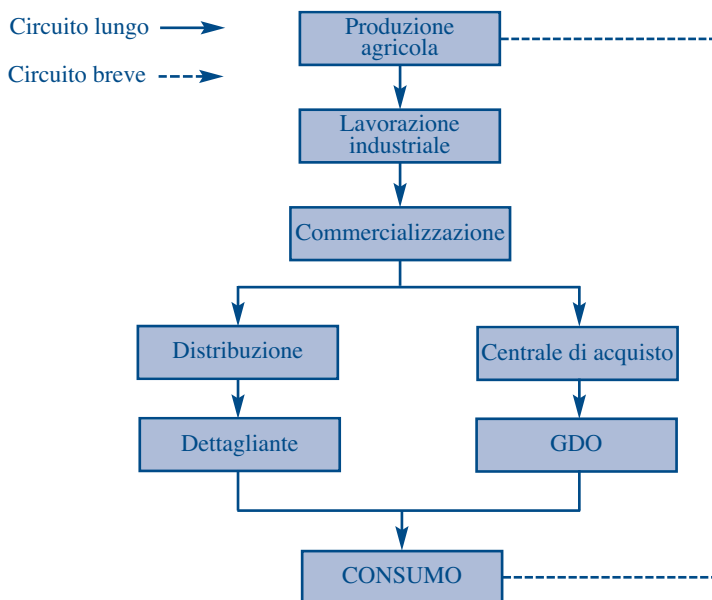 Circuito lungo
Circuito breve
Produzione
agricola
Lavorazione
industriale
Commercializzazione
Distribuzione
Centrale di acquisto
Dettagliante
GDO
CONSUMO